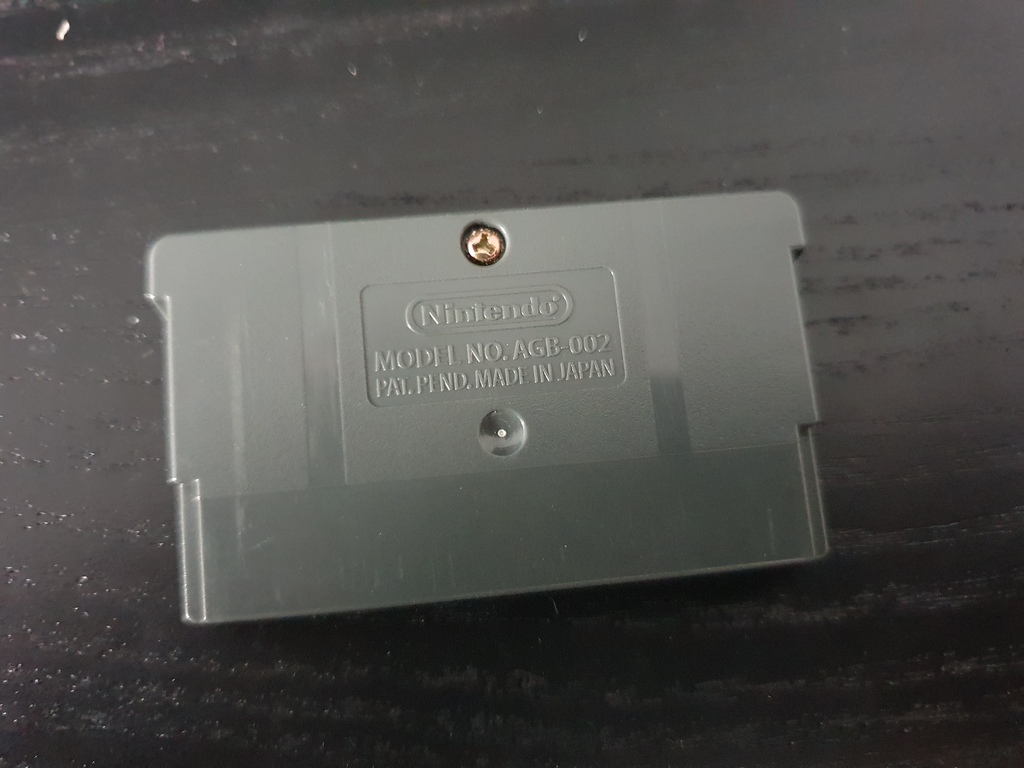 Nintendo
MODEL NO. AGB-002
PAT. PEND. MADE IN JAPAN